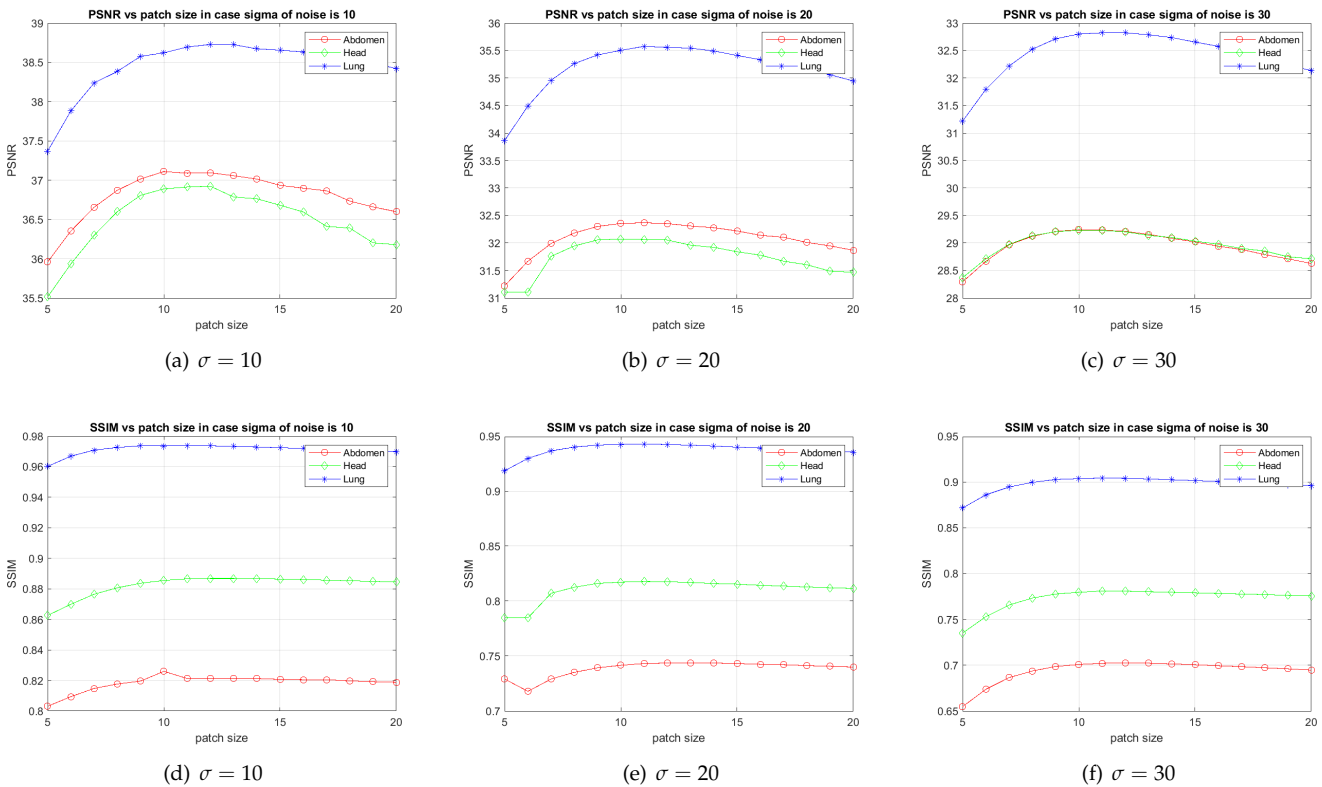 PSNR vs patch size in case sigma of noise is 10
PSNR
39
38.5
38
37.5
37
36.5
36
35.5
5
10
15
20
patch size
Abdomen
Head
Lung
(a) σ = 10
PSNR vs patch size in case sigma of noise is 20
PSNR
36
35.5
35
34.5
34
33.5
33
32.5
32
31.5
31
5
10
15
20
patch size
Abdomen
Head
Lung
(b) σ = 20
PSNR vs patch size in case sigma of noise is 30
PSNR
33
32.5
32
31.5
31
30.5
30
29.5
29
28.5
28
5
10
15
20
patch size
Abdomen
Head
Lung
(c) σ = 30
SSIM vs patch size in case sigma of noise is 10
SSIM
0.98
0.96
0.94
0.92
0.9
0.88
0.86
0.84
0.82
0.8
5
10
15
20
patch size
Abdomen
Head
Lung
(d) σ = 10
SSIM vs patch size in case sigma of noise is 20
SSIM
0.95
0.9
0.85
0.8
0.75
0.7
5
10
15
20
patch size
Abdomen
Head
Lung
(e) σ = 20
SSIM vs patch size in case sigma of noise is 30
SSIM
0.95
0.9
0.85
0.8
0.75
0.7
0.65
5
10
15
20
patch size
Abdomen
Head
Lung
(f) σ = 30